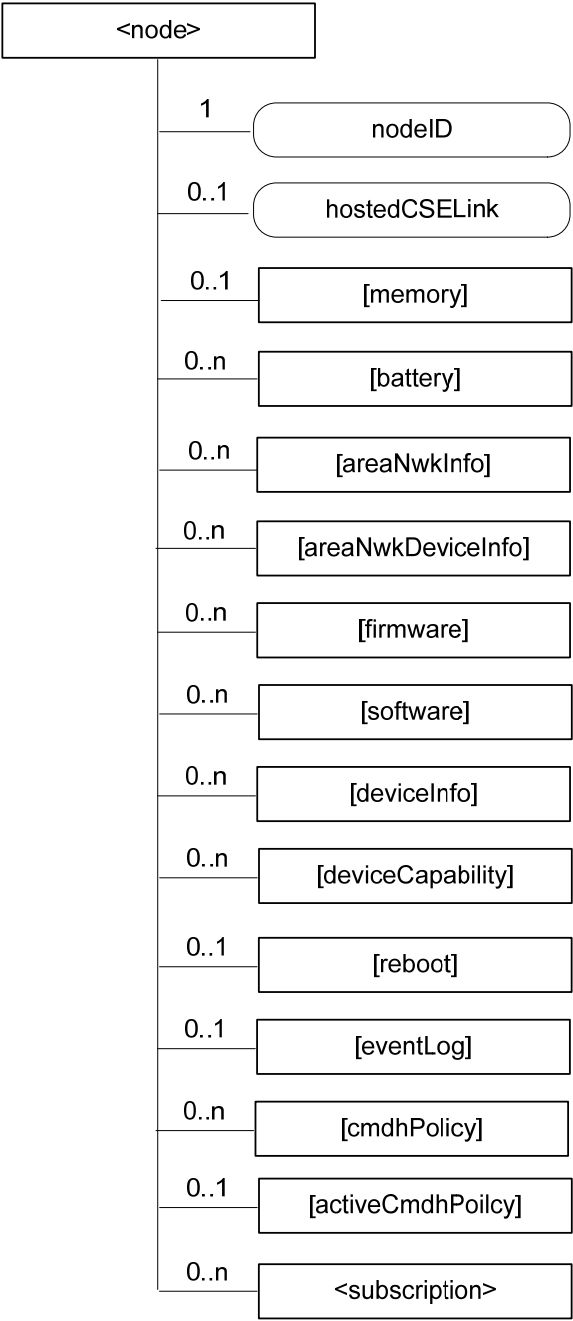 <node>
1
nodeID
0..1
hostedCSELink
0..1
[memory]
0..n
[battery]
0..n
[areaNwkInfo]
0..n
[areaNwkDeviceInfo]
0..n
[firmware]
0..n
[software]
0..n
[deviceInfo]
0..n
[deviceCapability]
0..1
[reboot]
0..1
[eventLog]
0..n
[cmdhPolicy]
0..1
[activeCmdhPoilcy]
0..n
<subscription>